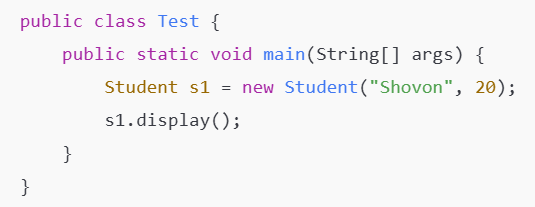 public class Test {
    public static void main(String[] args) {
        Student s1 = new Student("Shovon", 20);
        s1.display();
    }
}